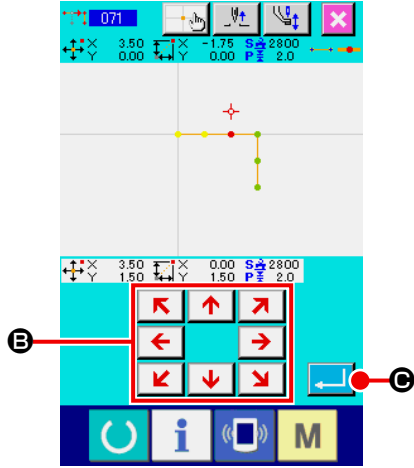 071
X 3.50 X -1.75 S 2800
Y 0.00 Y 0.00 P 2.0
X 3.50 X 0.00 S 2800
Y 1.50 Y 1.50 P 2.0
B
C
i M